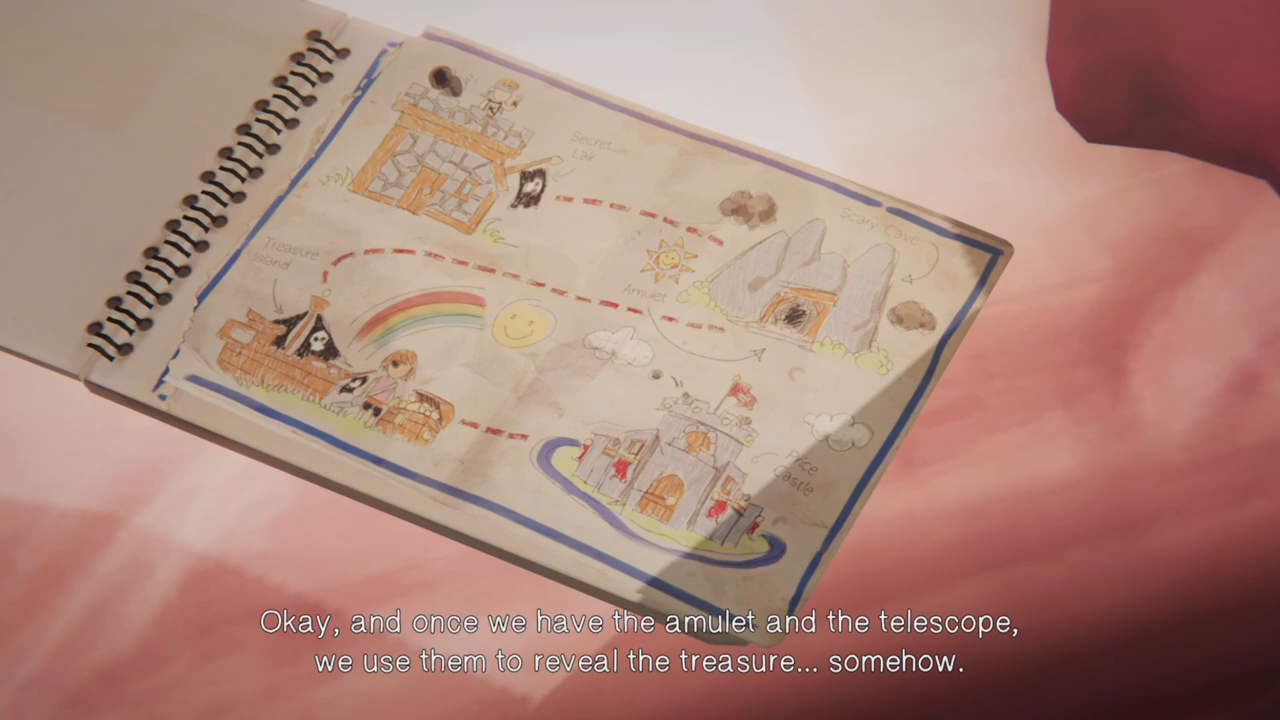 Secret
Lair
Scary Cave
Treasure
Island
Amulet
Price
Castle
Okay, and once we have the amulet and the telescope,
we use them to reveal the treasure... somehow.